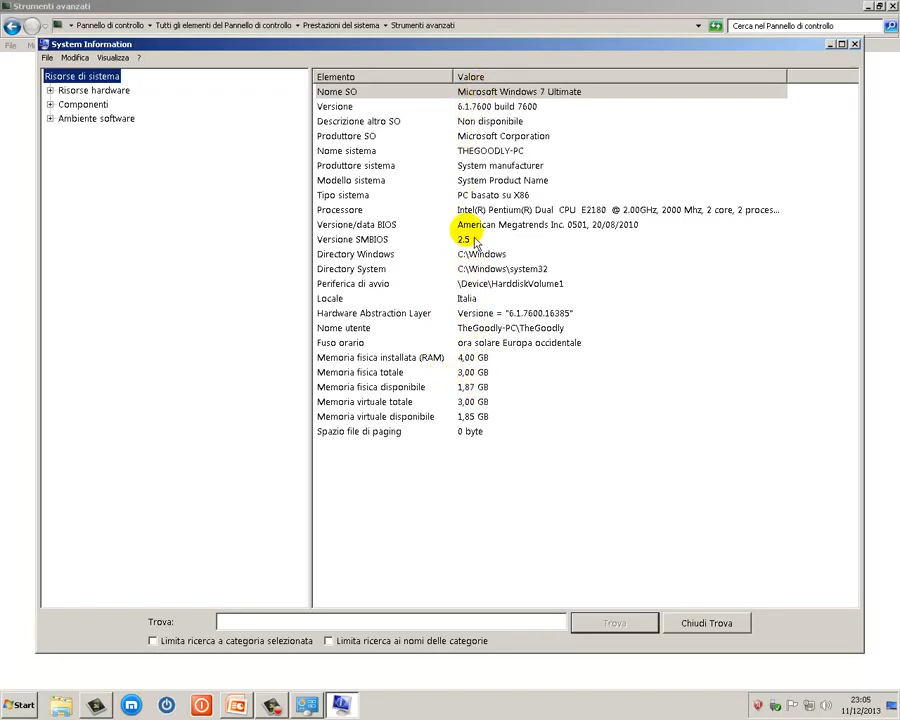 Strumenti avanzati
Pannello di controllo
Tutti gli elementi del Pannello di controllo
Prestazioni del sistema
Strumenti avanzati
Cerca nel Pannello di controllo
File
System Information
File Modifica Visualizza ?
Risorse di sistema
Risorse hardware
Componenti
Ambiente software
Elemento Valore
Nome SO Microsoft Windows 7 Ultimate
Versione 6.1.7600 build 7600
Descrizione altro SO Non disponibile
Produttore SO Microsoft Corporation
Nome sistema THEGOODLY-PC
Produttore sistema System manufacturer
Modello sistema System Product Name
Tipo sistema PC basato su X86
Processore Intel(R) Pentium(R) Dual CPU E2180 @ 2.00GHz, 2000 Mhz, 2 core, 2 proces...
Versione/data BIOS American Megatrends Inc. 0501, 20/08/2010
Versione SMBIOS 2.5
Directory Windows C:\Windows
Directory System C:\Windows\system32
Periferica di avvio \Device\HarddiskVolume1
Locale Italia
Hardware Abstraction Layer Versione = "6.1.7600.16385"
Nome utente TheGoodly-PC\TheGoodly
Fuso orario ora solare Europa occidentale
Memoria fisica installata (RAM) 4,00 GB
Memoria fisica totale 3,00 GB
Memoria fisica disponibile 1,87 GB
Memoria virtuale totale 3,00 GB
Memoria virtuale disponibile 1,85 GB
Spazio file di paging 0 byte
Trova: Trova Chiudi Trova
Limita ricerca a categoria selezionata Limita ricerca ai nomi delle categorie
Start
23:05
11/12/2013